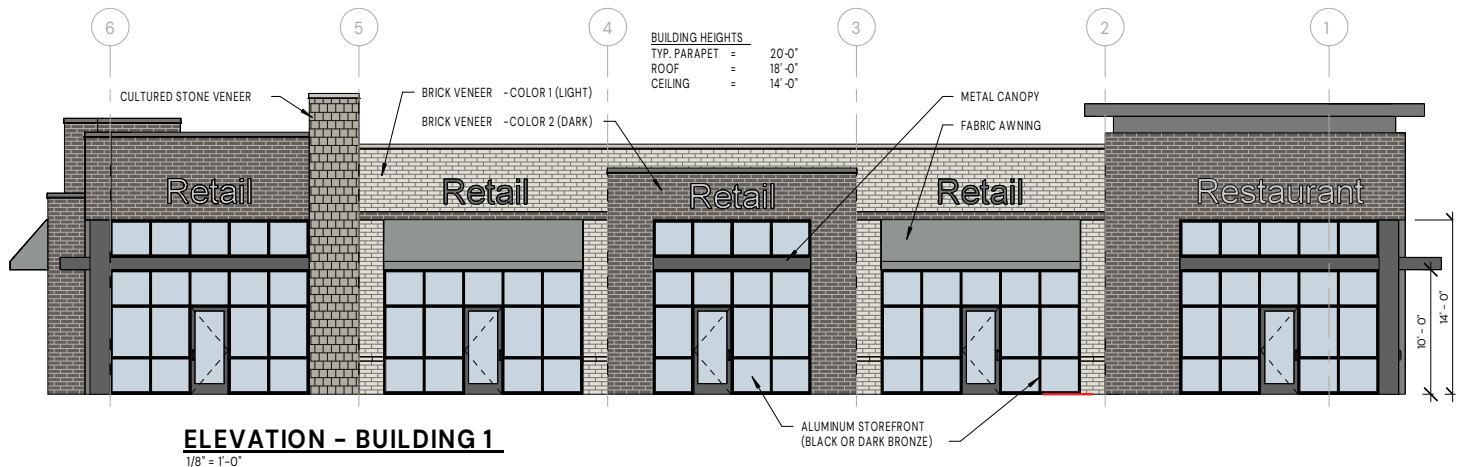 6 5 4 3 2 1
BUILDING HEIGHTS
TYP. PARAPET = 20'-0"
ROOF = 18'-0"
CEILING = 14'-0"
CULTURED STONE VENEER
BRICK VENEER - COLOR 1 (LIGHT)
BRICK VENEER - COLOR 2 (DARK)
METAL CANOPY
FABRIC AWNING
Retail Retail Retail Retail Restaurant
10' - 0"
14' - 0"
ALUMINUM STOREFRONT
(BLACK OR DARK BRONZE)
ELEVATION - BUILDING 1
1/8" = 1'-0"